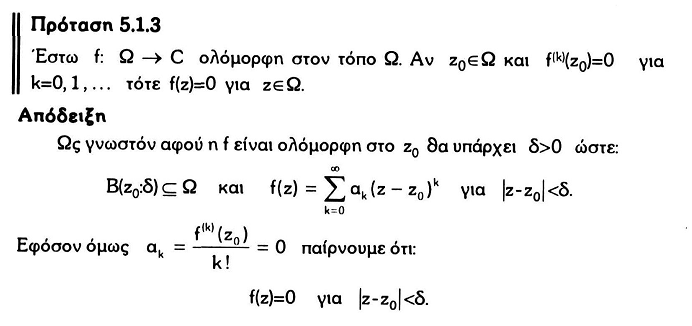 Πρόταση 5.1.3
Έστω f: Ω → C ολόμορφη στον τόπο Ω. Αν z₀∈Ω και f⁽ᵏ⁾(z₀)=0 για
k=0, 1, ... τότε f(z)=0 για z∈Ω.
Απόδειξη
Ως γνωστόν αφού η f είναι ολόμορφη στο z₀ θα υπάρχει δ>0 ώστε:
B(z₀:δ)⊆Ω και f(z) = ∑_{k=0}^{∞} α_k (z – z₀)^k για |z-z₀|<δ.
Εφόσον όμως α_k = f^{(k)}(z₀)/k! = 0 παίρνουμε ότι:
f(z)=0 για |z-z₀|<δ.